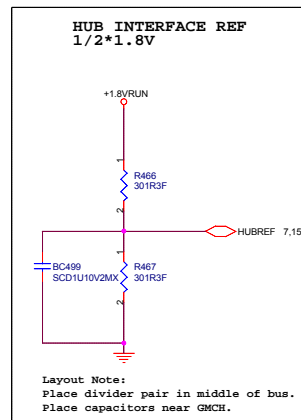 HUB INTERFACE REF
1/2*1.8V
+1.8VRUN
1
R466
301R3F
2
HUBREF 7,15
1
R467
301R3F
2
BC499
SCD1U10V2MX
Layout Note:
Place divider pair in middle of bus.
Place capacitors near GMCH.